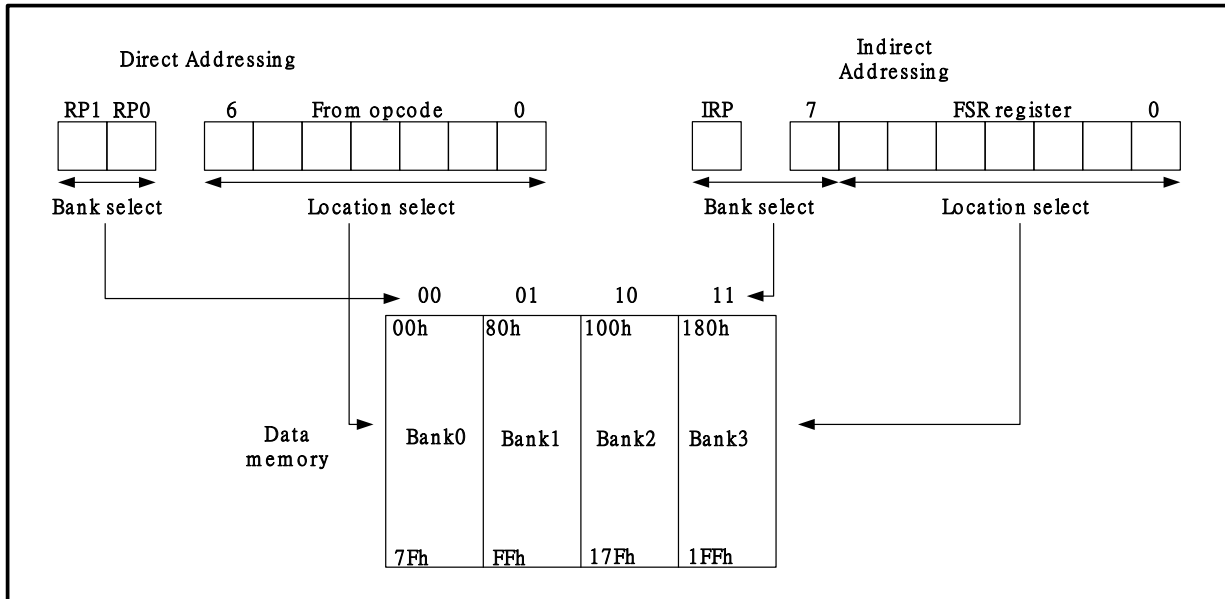 Direct Addressing
RP1 RP0
6 From opcode 0
Bank select
Location select
Indirect
Addressing
IRP
7 FSR register 0
Bank select
Location select
00 01 10 11
00h 80h 100h 180h
Data
memory
Bank0 Bank1 Bank2 Bank3
7Fh FFh 17Fh 1FFh